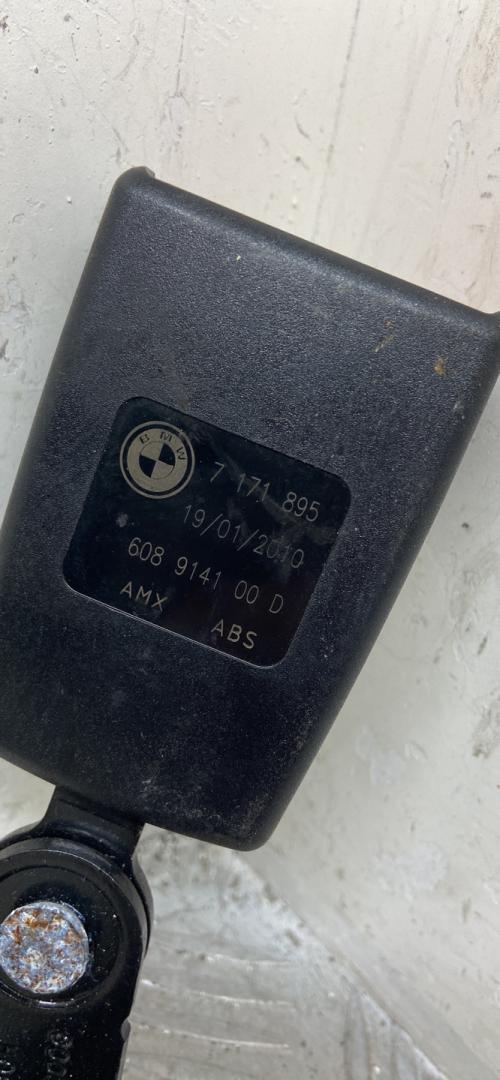 BMW
7 171 895
19/01/2010
608 9141 00 D
AMX ABS